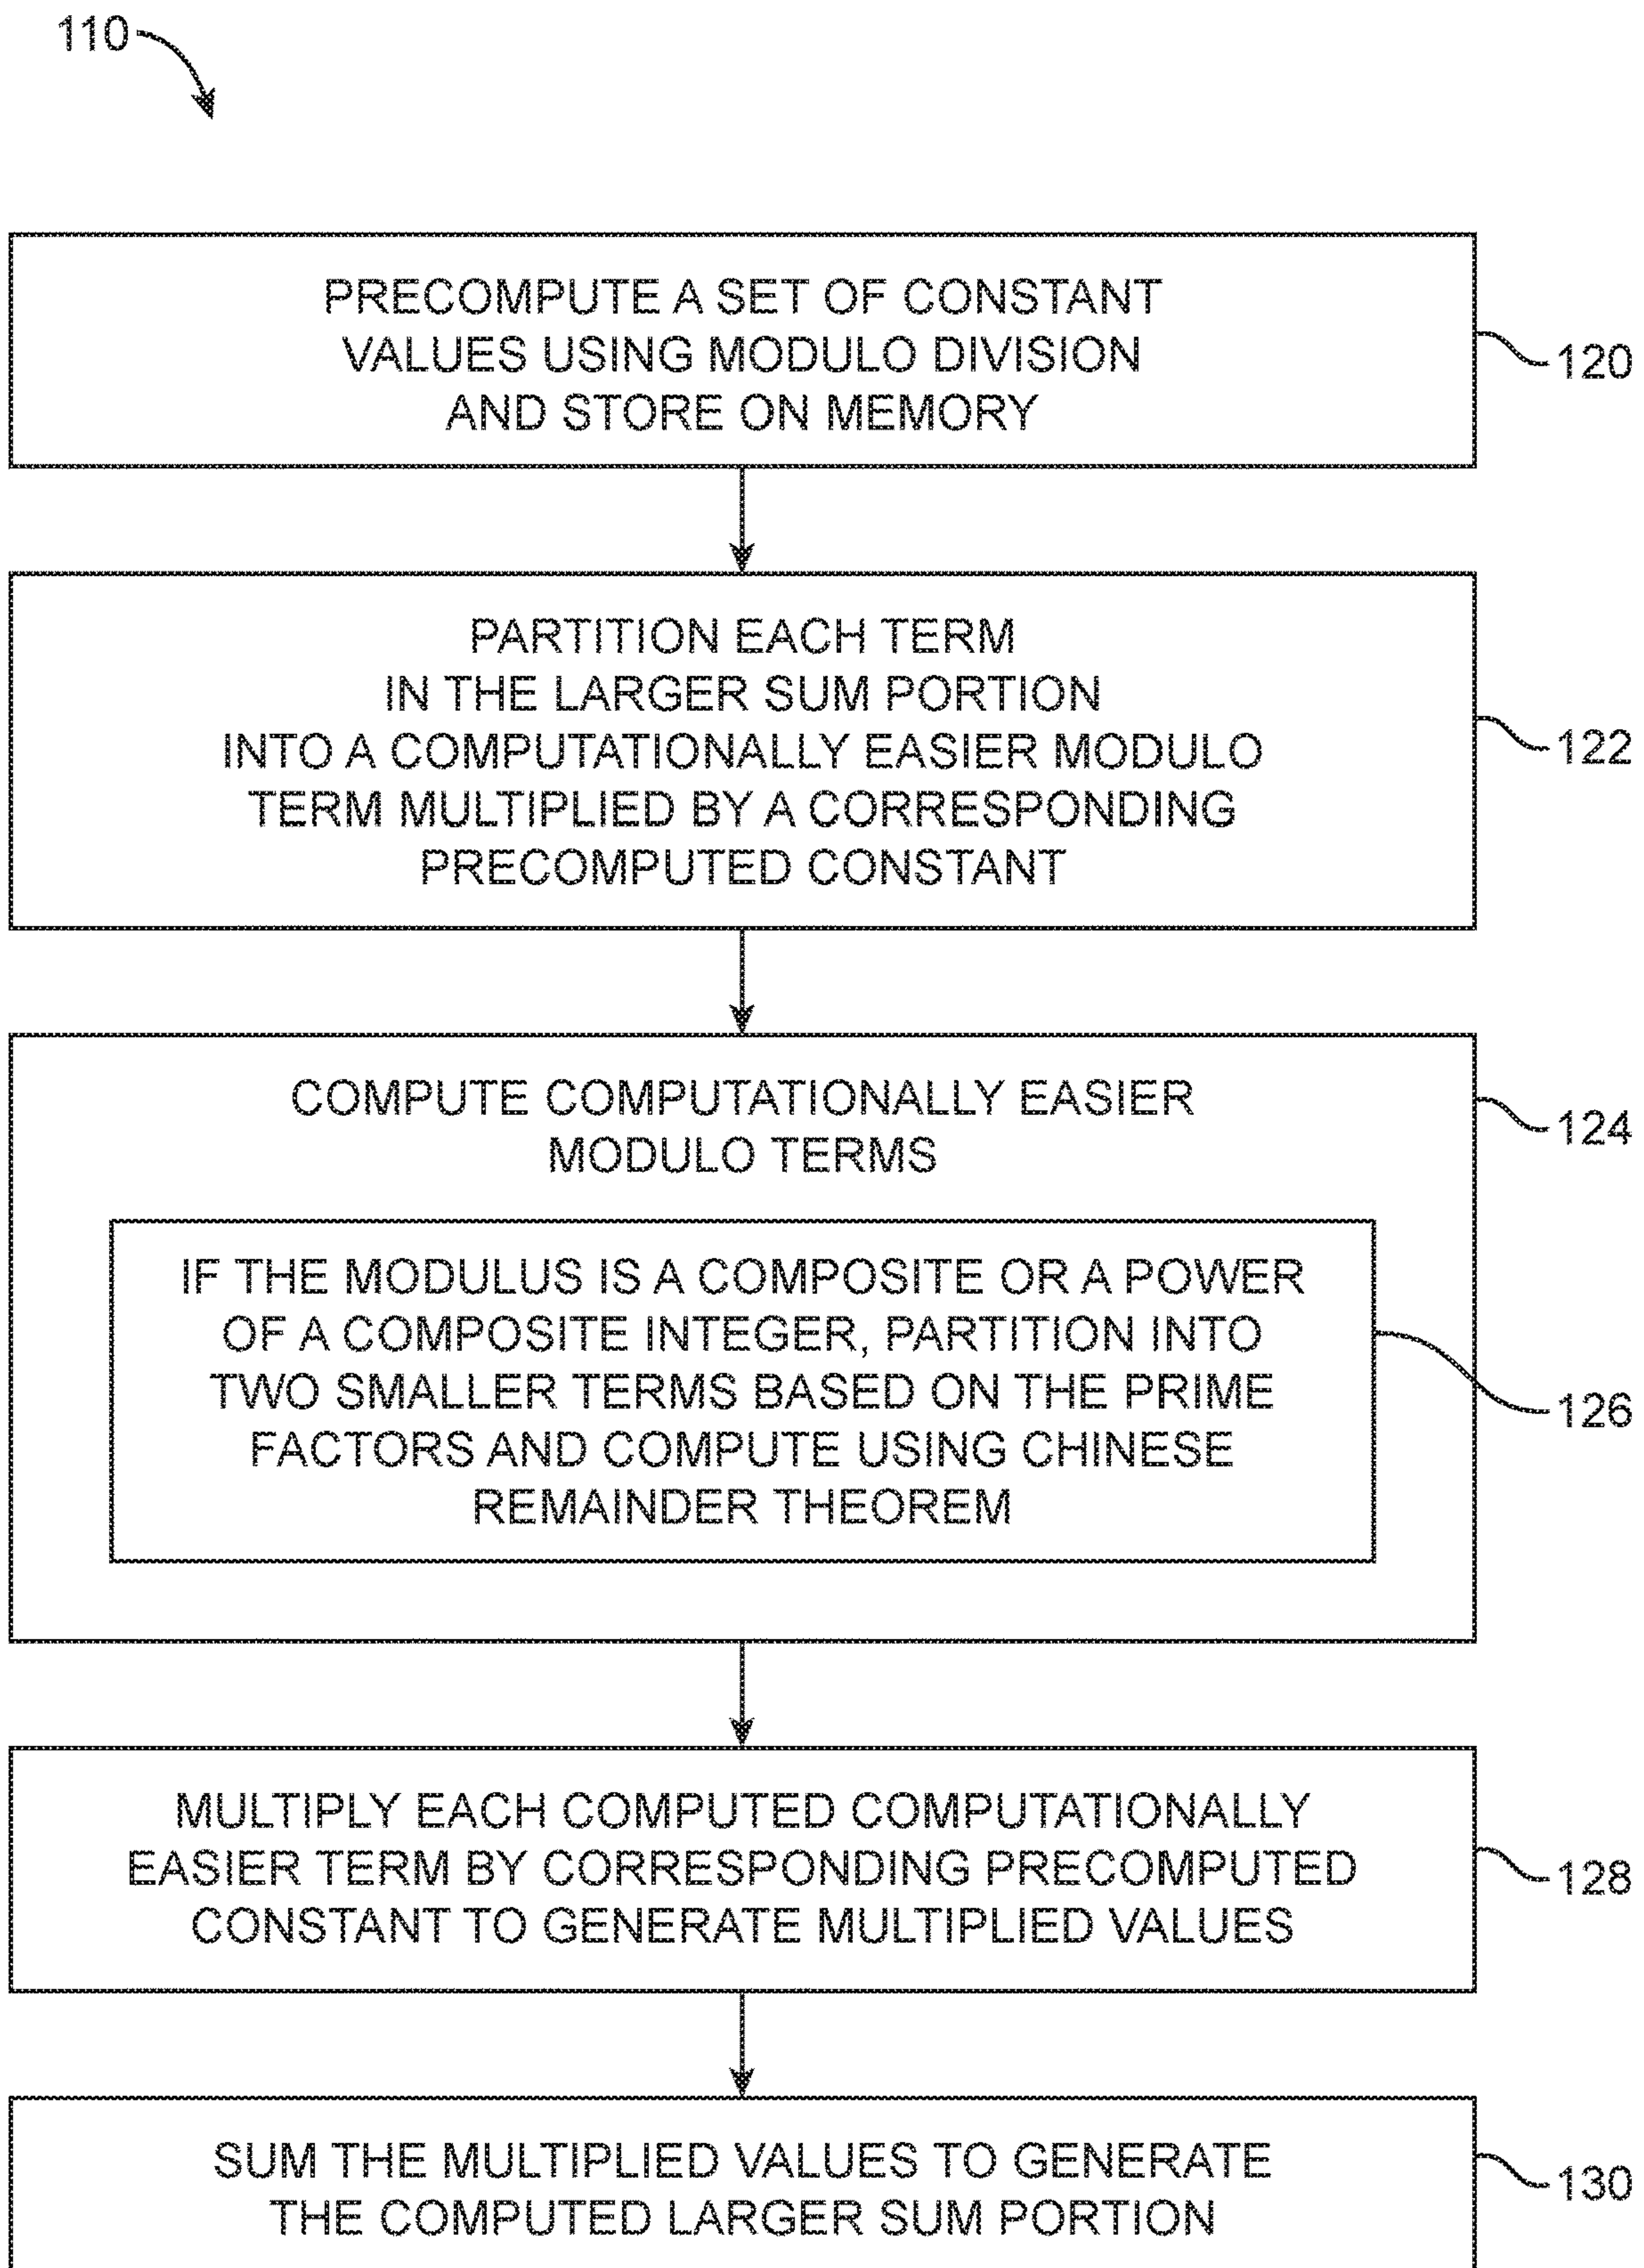 110
PRECOMPUTE A SET OF CONSTANT
VALUES USING MODULO DIVISION
AND STORE ON MEMORY
120
PARTITION EACH TERM
IN THE LARGER SUM PORTION
INTO A COMPUTATIONALLY EASIER MODULO
TERM MULTIPLIED BY A CORRESPONDING
PRECOMPUTED CONSTANT
122
COMPUTE COMPUTATIONALLY EASIER
MODULO TERMS
124
IF THE MODULUS IS A COMPOSITE OR A POWER
OF A COMPOSITE INTEGER, PARTITION INTO
TWO SMALLER TERMS BASED ON THE PRIME
FACTORS AND COMPUTE USING CHINESE
REMAINDER THEOREM
126
MULTIPLY EACH COMPUTED COMPUTATIONALLY
EASIER TERM BY CORRESPONDING PRECOMPUTED
CONSTANT TO GENERATE MULTIPLIED VALUES
128
SUM THE MULTIPLIED VALUES TO GENERATE
THE COMPUTED LARGER SUM PORTION
130